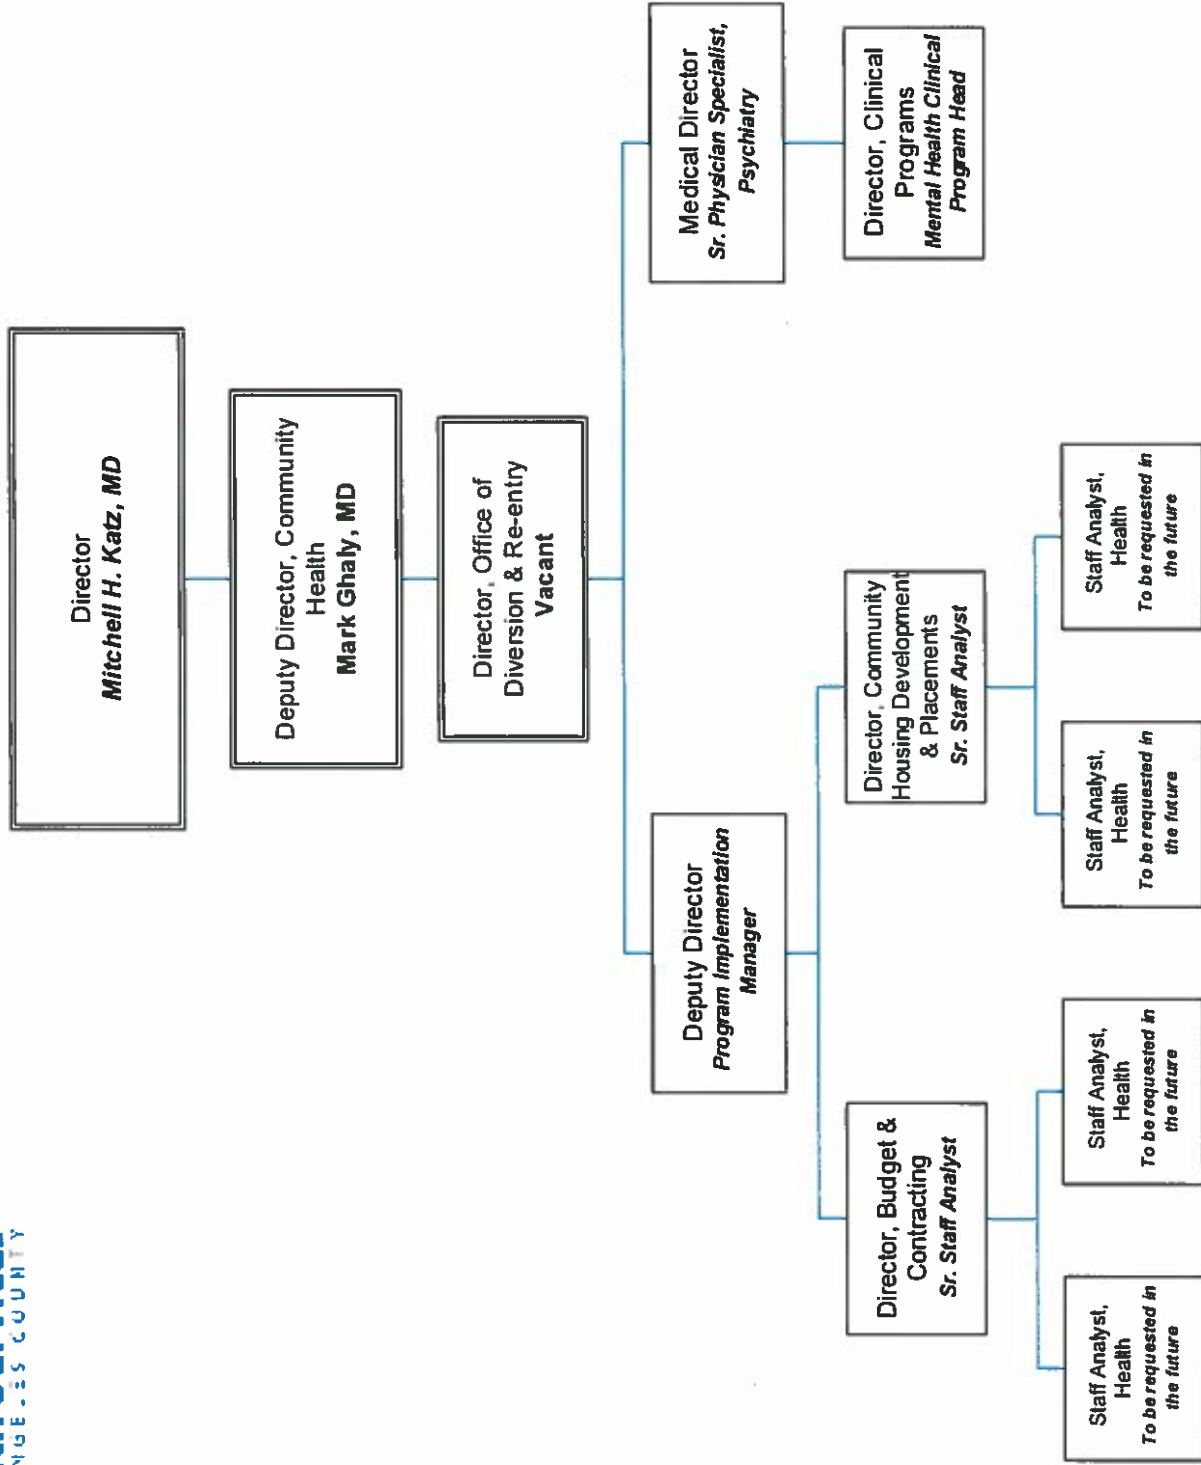 COUNTY
Director
Mitchell H. Katz, MD
Deputy Director, Community
Health
Mark Ghaly, MD
Director, Office of
Diversion & Re-entry
Vacant
Deputy Director
Program Implementation
Manager
Medical Director
Sr. Physician Specialist,
Psychiatry
Director, Budget &
Contracting
Sr. Staff Analyst
Director, Community
Housing Development
& Placements
Sr. Staff Analyst
Director, Clinical
Programs
Mental Health Clinical
Program Head
Staff Analyst,
Health
To be requested in
the future
Staff Analyst,
Health
To be requested in
the future
Staff Analyst,
Health
To be requested in
the future
Staff Analyst,
Health
To be requested in
the future